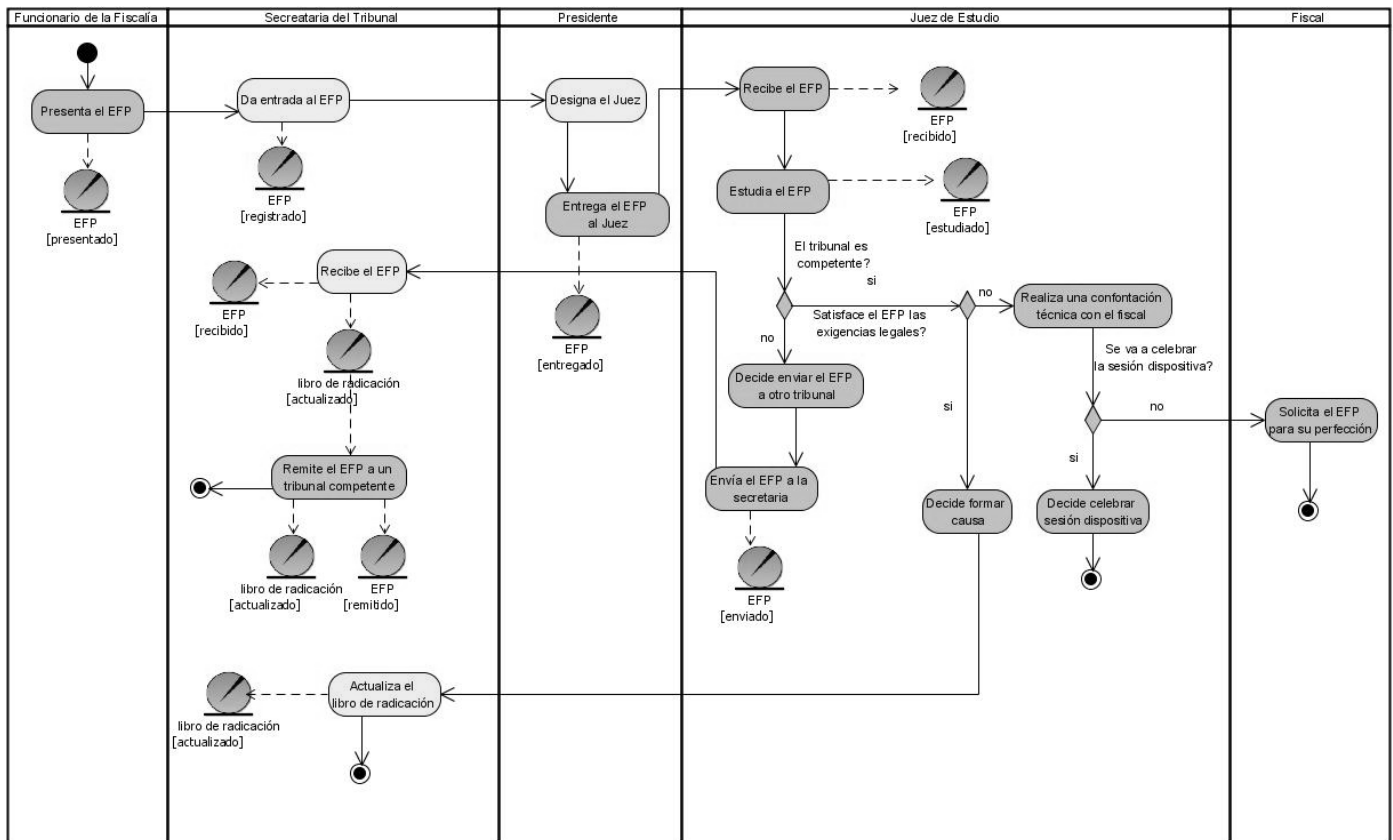 Funcionario de la Fiscalía
Secretaria del Tribunal
Presidente
Juez de Estudio
Fiscal
Presenta el EFP
EFP
[presentado]
Da entrada al EFP
EFP
[registrado]
Designa el Juez
Entrega el EFP
al Juez
EFP
[entregado]
Recibe el EFP
EFP
[recibido]
Estudia el EFP
EFP
[estudiado]
El tribunal es
competente?
si
no
Satisface el EFP las
exigencias legales?
no
si
Realiza una confontación
técnica con el fiscal
Se va a celebrar
la sesión dispositiva?
no
si
Solicita el EFP
para su perfección
Decide celebrar
sesión dispositiva
Decide formar
causa
Decide enviar el EFP
a otro tribunal
Envía el EFP a la
secretaria
EFP
[enviado]
Recibe el EFP
EFP
[recibido]
libro de radicación
[actualizado]
Remite el EFP a un
tribunal competente
libro de radicación
[actualizado]
EFP
[remitido]
Actualiza el
libro de radicación
libro de radicación
[actualizado]